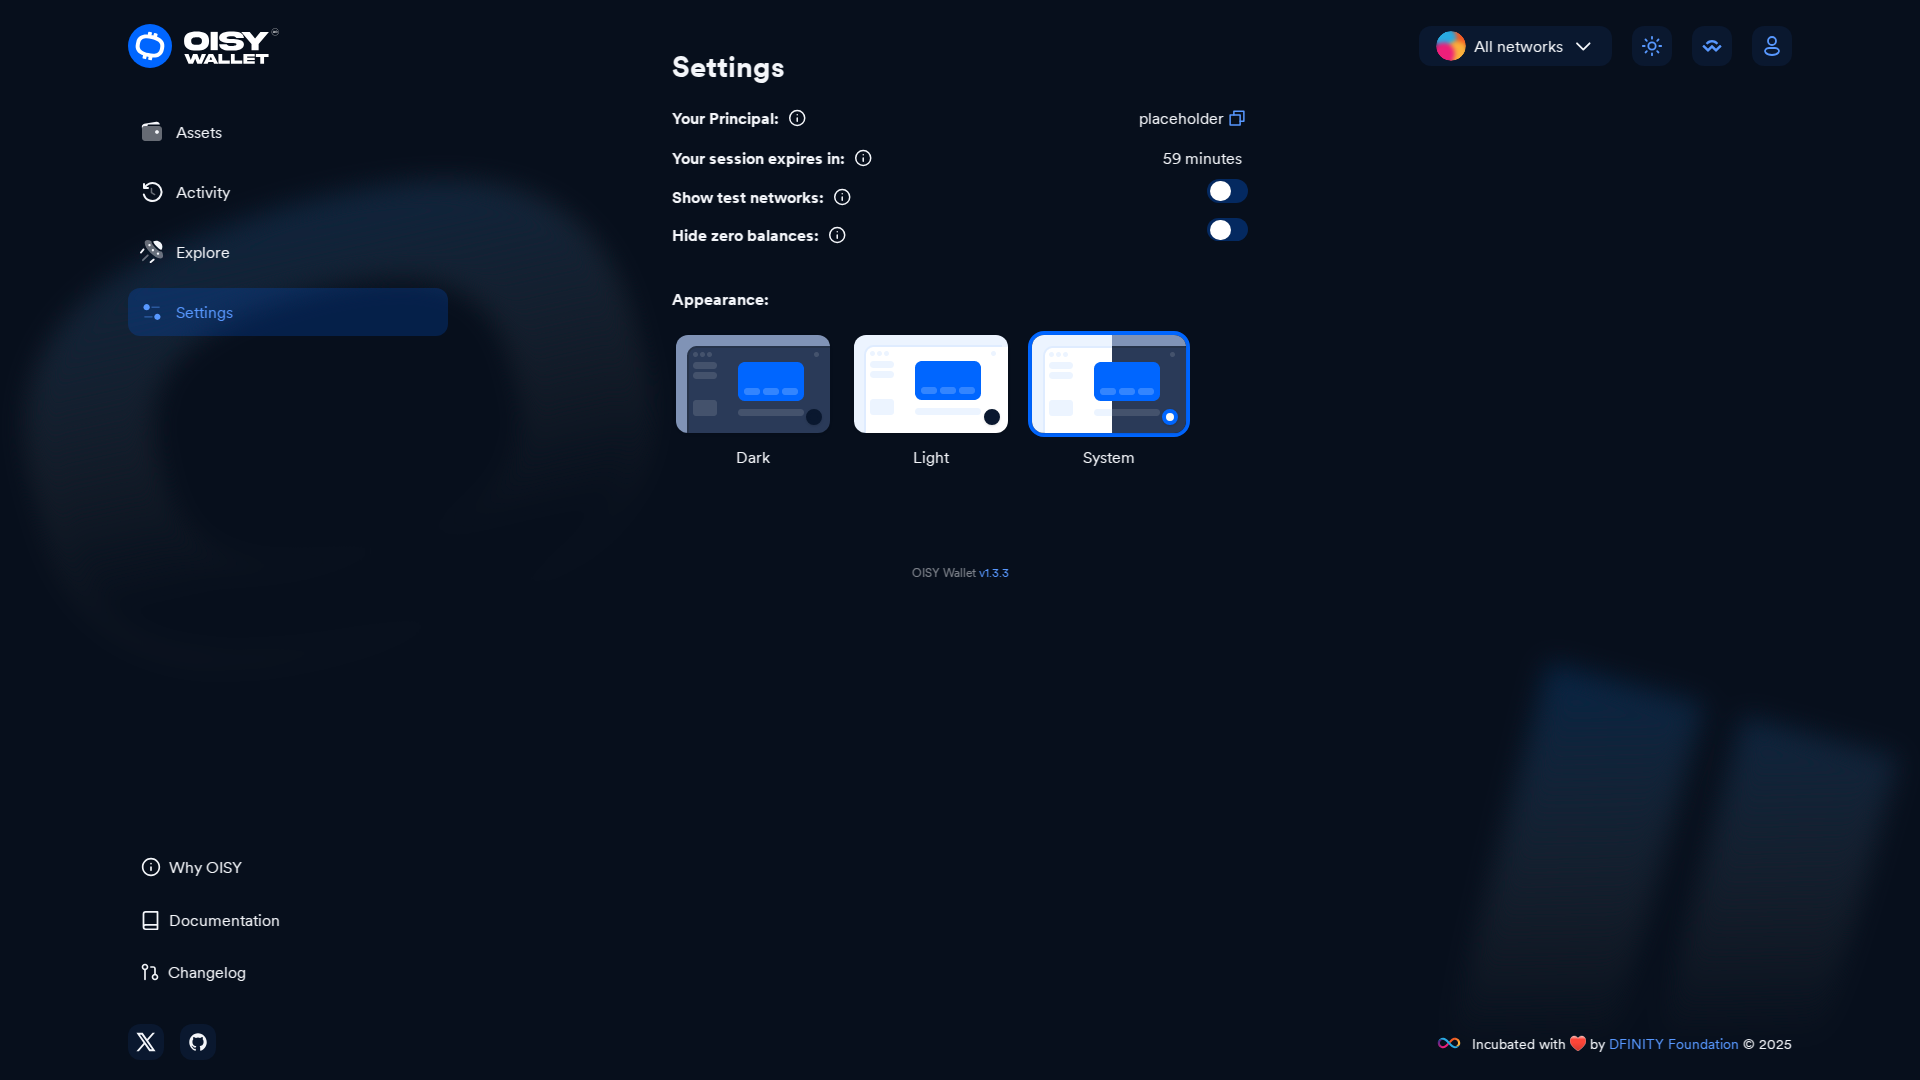 OISY
WALLET
All networks
Settings
Your Principal:
placeholder
Assets
Your session expires in:
59 minutes
Activity
Show test networks:
Hide zero balances:
Explore
Settings
Appearance:
Dark
Light
System
OISY Wallet v1.3.3
Why OISY
Documentation
Changelog
Incubated with ❤️ by DFINITY Foundation © 2025